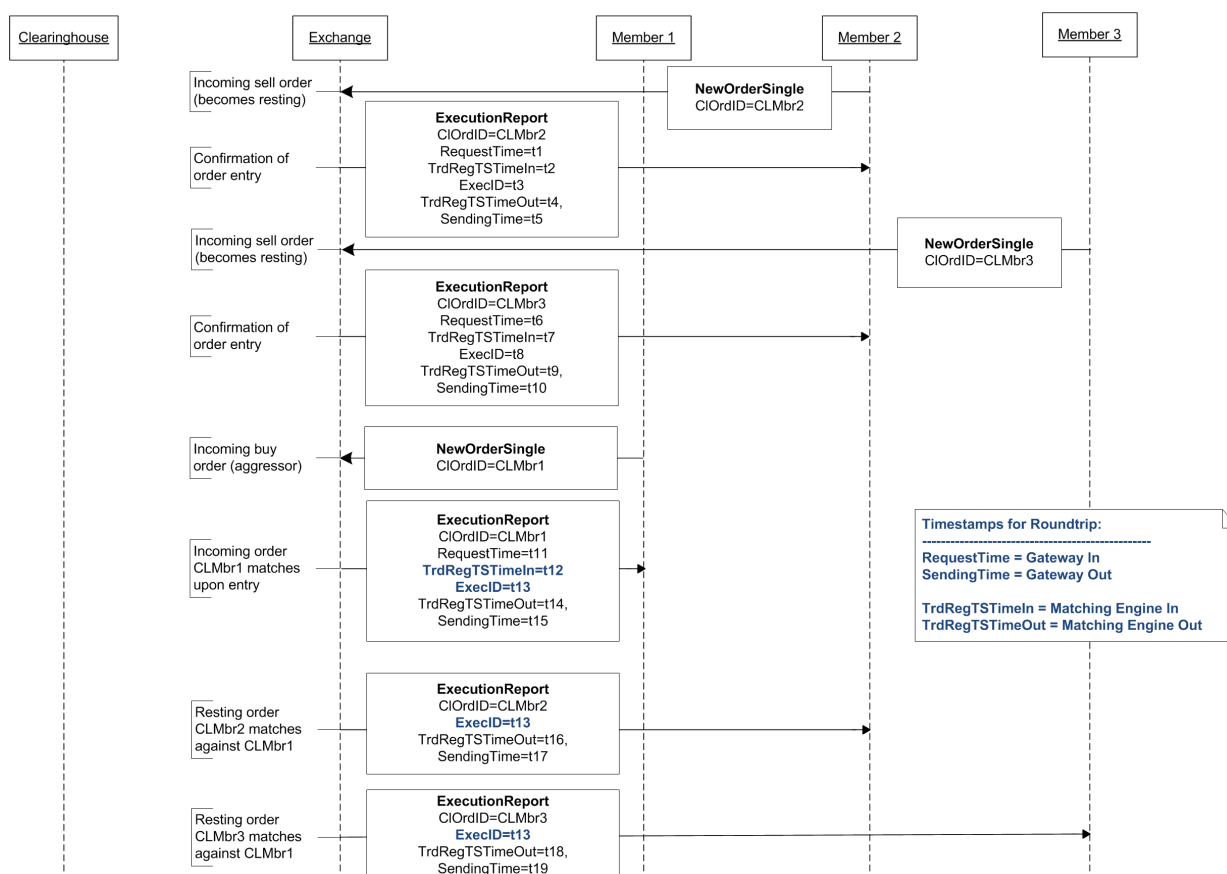 Clearinghouse
Exchange
Member 1
Member 2
Member 3
Incoming sell order
(becomes resting)
NewOrderSingle
ClOrdID=CLMbr2
Confirmation of
order entry
ExecutionReport
ClOrdID=CLMbr2
RequestTime=t1
TrdRegTSTimeIn=t2
ExecID=t3
TrdRegTSTimeOut=t4,
SendingTime=t5
Incoming sell order
(becomes resting)
NewOrderSingle
ClOrdID=CLMbr3
Confirmation of
order entry
ExecutionReport
ClOrdID=CLMbr3
RequestTime=t6
TrdRegTSTimeIn=t7
ExecID=t8
TrdRegTSTimeOut=t9,
SendingTime=t10
Incoming buy
order (aggressor)
NewOrderSingle
ClOrdID=CLMbr1
Incoming order
CLMbr1 matches
upon entry
ExecutionReport
ClOrdID=CLMbr1
RequestTime=t11
TrdRegTSTimeIn=t12
ExecID=t13
TrdRegTSTimeOut=t14,
SendingTime=t15
Timestamps for Roundtrip:
--------------------------------------------------
RequestTime = Gateway In
SendingTime = Gateway Out
TrdRegTSTimeIn = Matching Engine In
TrdRegTSTimeOut = Matching Engine Out
Resting order
CLMbr2 matches
against CLMbr1
ExecutionReport
ClOrdID=CLMbr2
ExecID=t13
TrdRegTSTimeOut=t16,
SendingTime=t17
Resting order
CLMbr3 matches
against CLMbr1
ExecutionReport
ClOrdID=CLMbr3
ExecID=t13
TrdRegTSTimeOut=t18,
SendingTime=t19